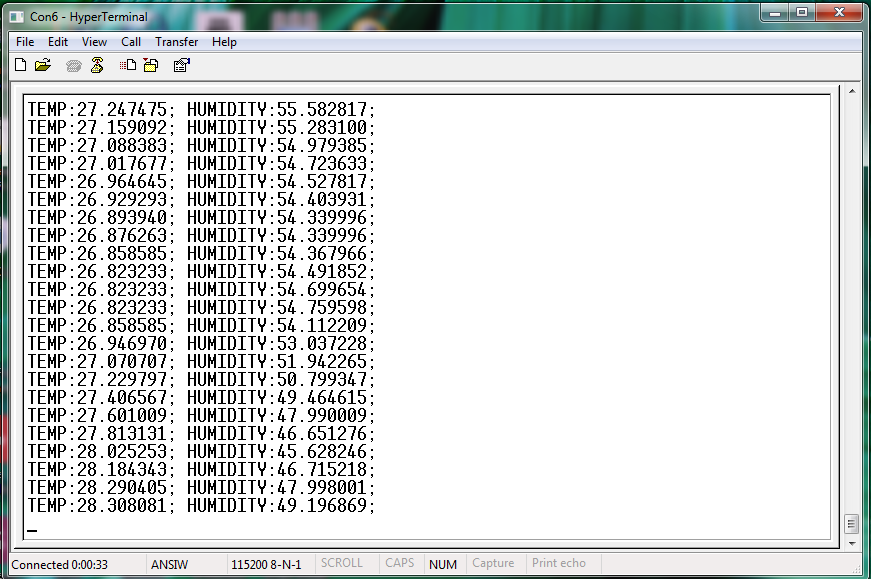 Con6 - HyperTerminal
File Edit View Call Transfer Help
TEMP:27.247475; HUMIDITY:55.582817;
TEMP:27.159092; HUMIDITY:55.283100;
TEMP:27.088383; HUMIDITY:54.979385;
TEMP:27.017677; HUMIDITY:54.723633;
TEMP:26.964645; HUMIDITY:54.527817;
TEMP:26.929293; HUMIDITY:54.403931;
TEMP:26.893940; HUMIDITY:54.339996;
TEMP:26.876263; HUMIDITY:54.339996;
TEMP:26.858585; HUMIDITY:54.367966;
TEMP:26.823233; HUMIDITY:54.491852;
TEMP:26.823233; HUMIDITY:54.699654;
TEMP:26.823233; HUMIDITY:54.759598;
TEMP:26.858585; HUMIDITY:54.112209;
TEMP:26.946970; HUMIDITY:53.037228;
TEMP:27.070707; HUMIDITY:51.942265;
TEMP:27.229797; HUMIDITY:50.799347;
TEMP:27.406567; HUMIDITY:49.464615;
TEMP:27.601009; HUMIDITY:47.990009;
TEMP:27.813131; HUMIDITY:46.651276;
TEMP:28.025253; HUMIDITY:45.628246;
TEMP:28.184343; HUMIDITY:46.715218;
TEMP:28.290405; HUMIDITY:47.998001;
TEMP:28.308081; HUMIDITY:49.196869;
_
Connected 0:00:33 ANSIW 115200 8-N-1 SCROLL CAPS NUM Capture Print echo